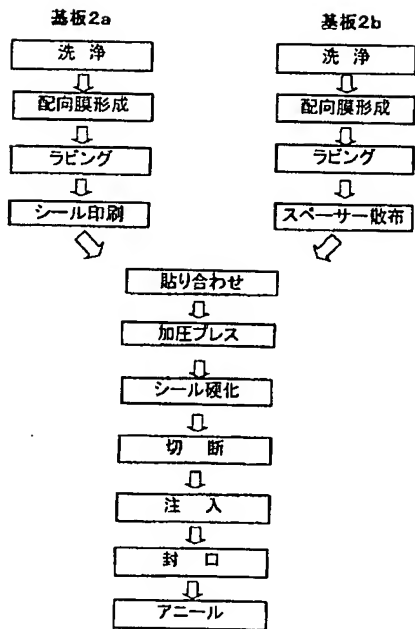 基板2a
洗 浄
配向膜形成
ラビング
シール印刷
基板2b
洗 浄
配向膜形成
ラビング
スペーサー散布
貼り合わせ
加圧プレス
シール硬化
切 断
注 入
封 口
アニール